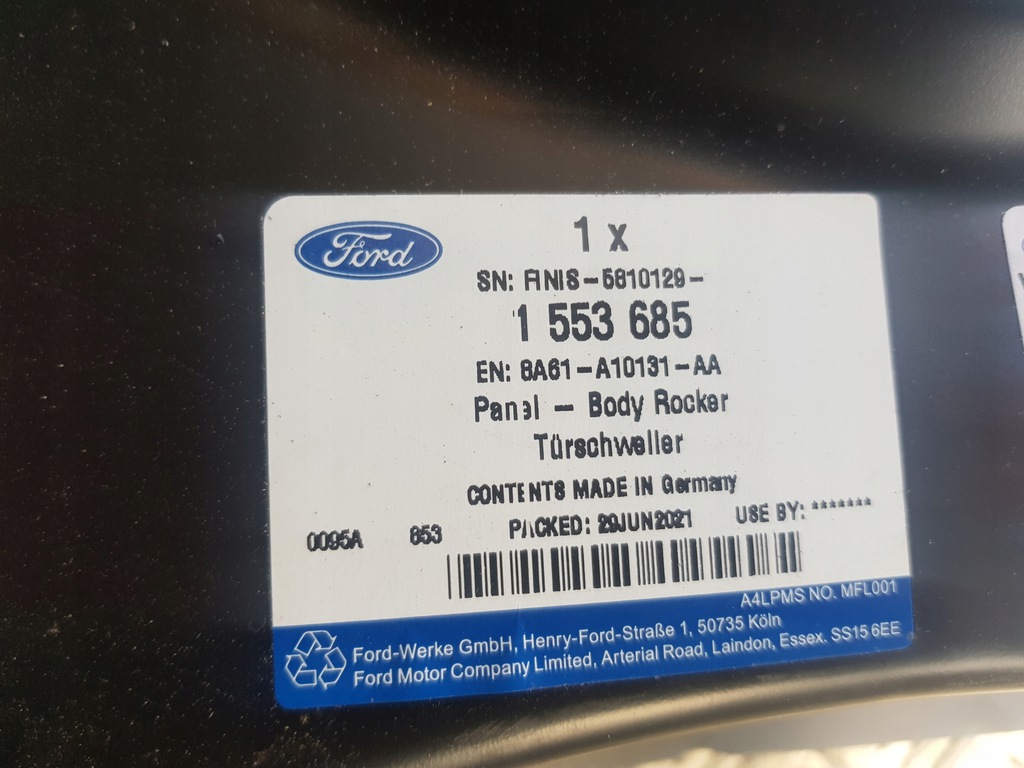 Ford
1 x
SN: FINIS-5810129-
1 553 685
EN: 8A61-A10131-AA
Panel - Body Rocker
Türschweller
CONTENTS MADE IN Germany
0095A 853 PACKED: 29JUN2021 USE BY: *******
A4LPMS NO. MFL001
Ford-Werke GmbH, Henry-Ford-Straße 1, 50735 Köln
Ford Motor Company Limited, Arterial Road, Laindon, Essex. SS15 6EE